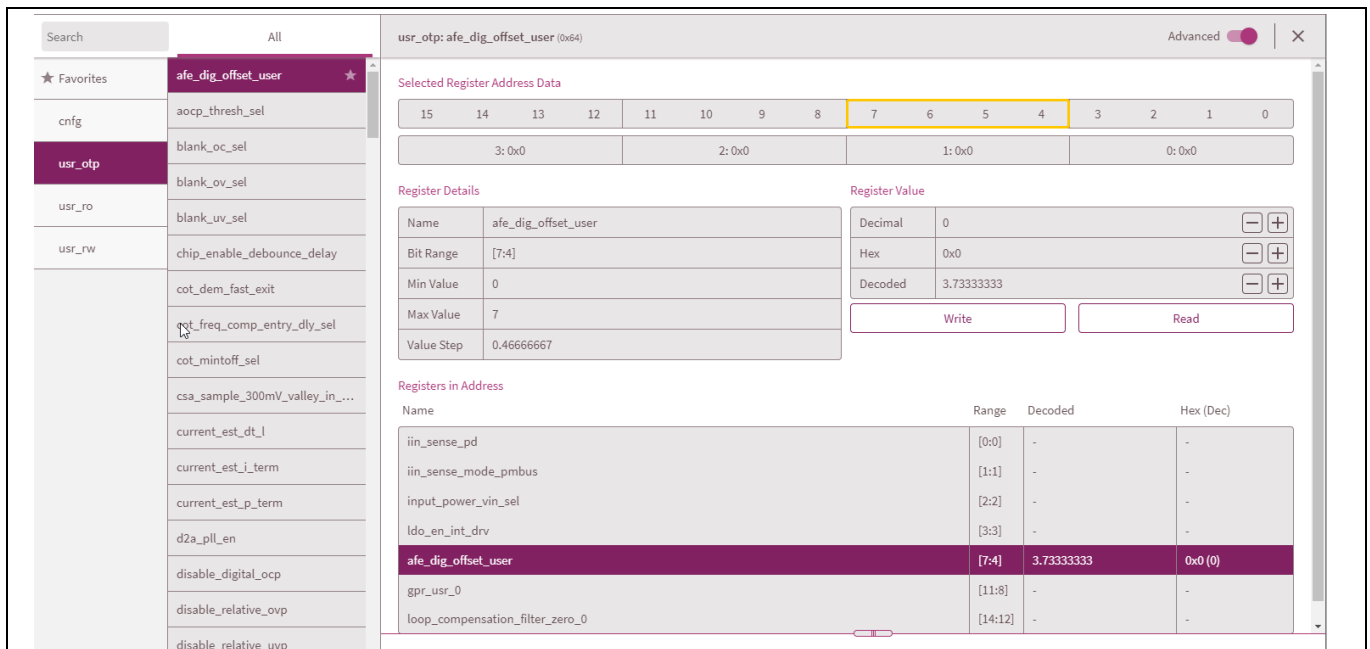 Search
All
usr_otp: afe_dig_offset_user (0x64)
Advanced
Favorites
cnfg
usr_otp
usr_ro
usr_rw
afe_dig_offset_user
aocp_thresh_sel
blank_oc_sel
blank_ov_sel
blank_uv_sel
chip_enable_debounce_delay
cot_dem_fast_exit
cot_freq_comp_entry_dly_sel
cot_mintoff_sel
csa_sample_300mV_valley_in_...
current_est_dt_l
current_est_i_term
current_est_p_term
d2a_pll_en
disable_digital_ocp
disable_relative_ovp
disable_relative_uvp
Selected Register Address Data
15 14 13 12 11 10 9 8 7 6 5 4 3 2 1 0
3: 0x0 2: 0x0 1: 0x0 0: 0x0
Register Details
Name afe_dig_offset_user
Bit Range [7:4]
Min Value 0
Max Value 7
Value Step 0.46666667
Register Value
Decimal 0
Hex 0x0
Decoded 3.73333333
Write Read
Registers in Address
Name Range Decoded Hex (Dec)
iin_sense_pd [0:0] - -
iin_sense_mode_pmbus [1:1] - -
input_power_vin_sel [2:2] - -
ldo_en_int_drv [3:3] - -
afe_dig_offset_user [7:4] 3.73333333 0x0 (0)
gpr_usr_0 [11:8] - -
loop_compensation_filter_zero_0 [14:12] - -